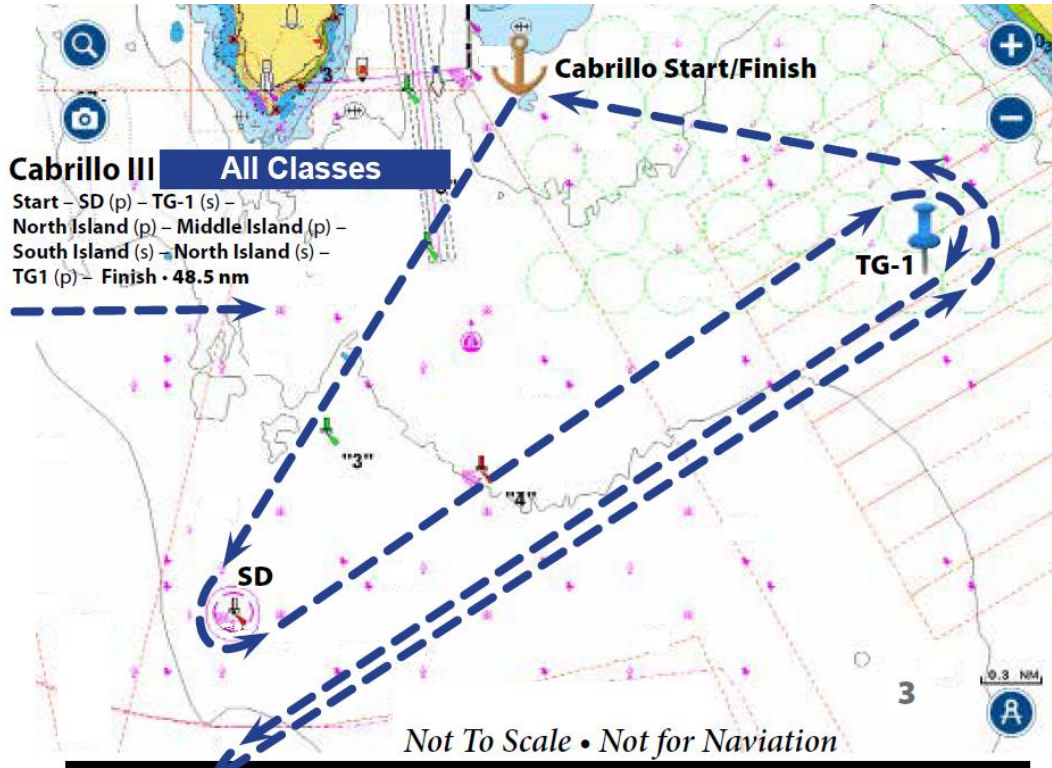 Cabrillo Start/Finish
Cabrillo III All Classes
Start – SD (p) – TG-1 (s) –
North Island (p) – Middle Island (p) –
South Island (s) – North Island (s) –
TG1 (p) – Finish • 48.5 nm
TG-1
"3"
"4"
SD
0.3 NM
3
Not To Scale • Not for Naviation